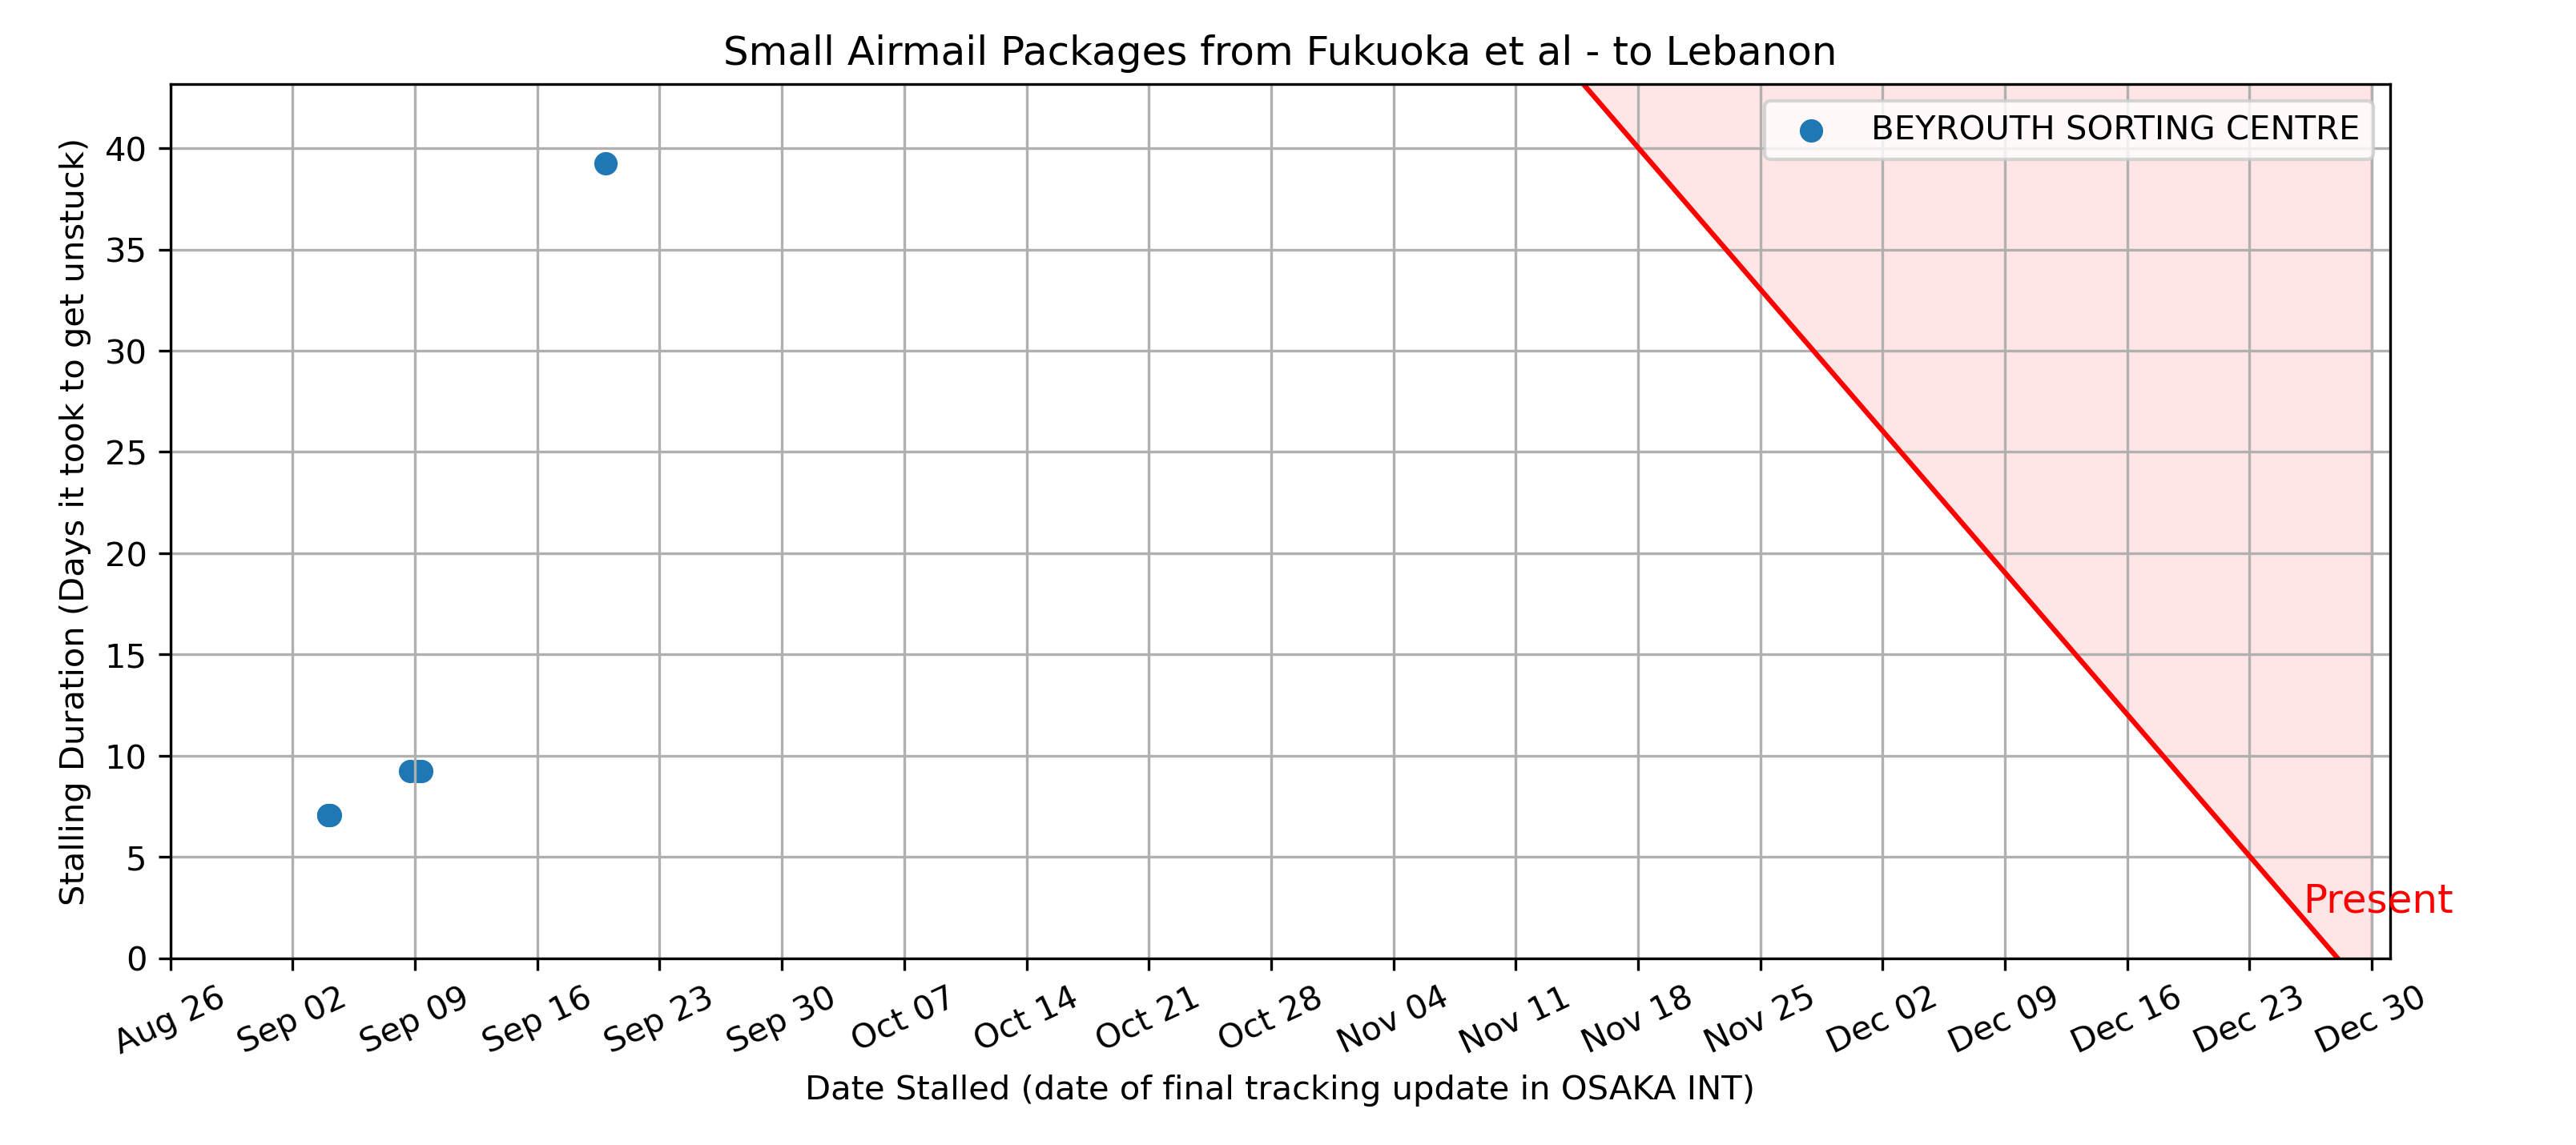 Small Airmail Packages from Fukuoka et al - to Lebanon
BEYROUTH SORTING CENTRE
Stalling Duration (Days it took to get unstuck)
40
35
30
25
20
15
10
5
0
Present
Aug 26
Sep 02
Sep 09
Sep 16
Sep 23
Sep 30
Oct 07
Oct 14
Oct 21
Oct 28
Nov 04
Nov 11
Nov 18
Nov 25
Dec 02
Dec 09
Dec 16
Dec 23
Dec 30
Date Stalled (date of final tracking update in OSAKA INT)